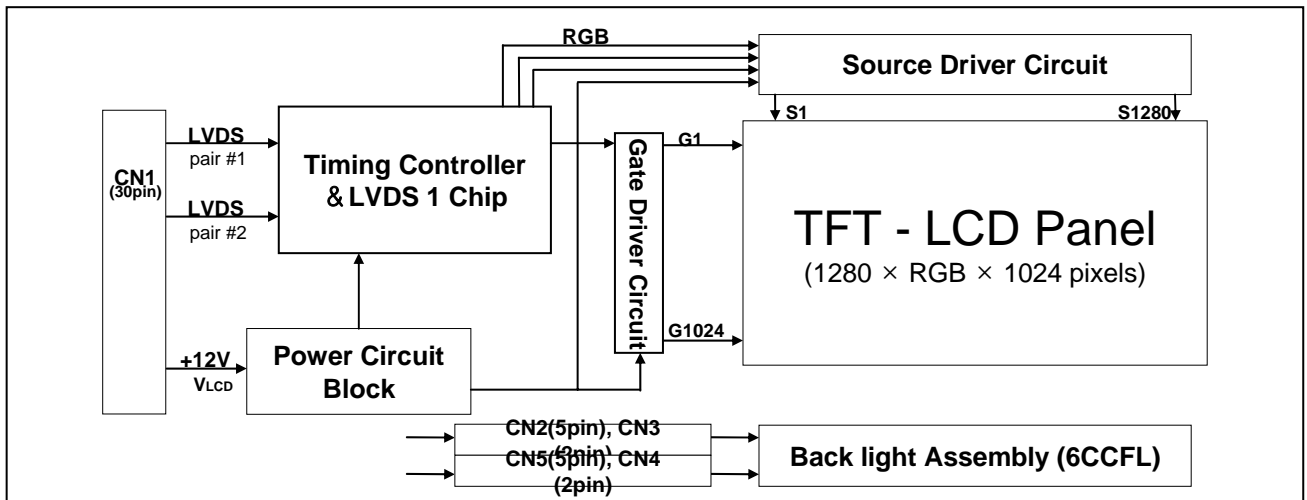 RGB
Source Driver Circuit
S1
S1280
CN1
(30pin)
LVDS
pair #1
LVDS
pair #2
Timing Controller
& LVDS 1 Chip
Gate Driver Circuit
G1
G1024
TFT - LCD Panel
(1280 × RGB × 1024 pixels)
+12V
VLCD
Power Circuit
Block
CN2(5pin), CN3
(2pin)
CN5(5pin), CN4
(2pin)
Back light Assembly (6CCFL)